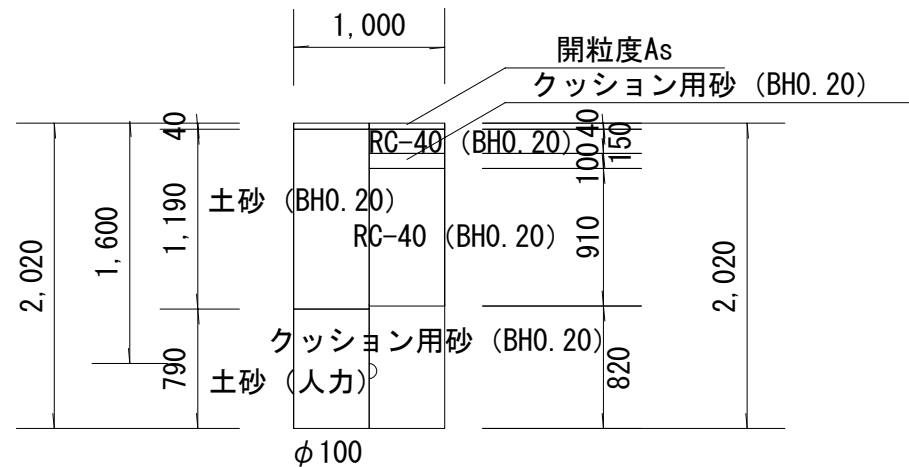 1,000
開粒度As
クッション用砂 (BH0.20)
40
40
RC-40 (BH0.20)
150
100
土砂 (BH0.20)
1,190
1,600
RC-40 (BH0.20)
910
2,020
2,020
クッション用砂 (BH0.20)
790
820
土砂 (人力)
φ100